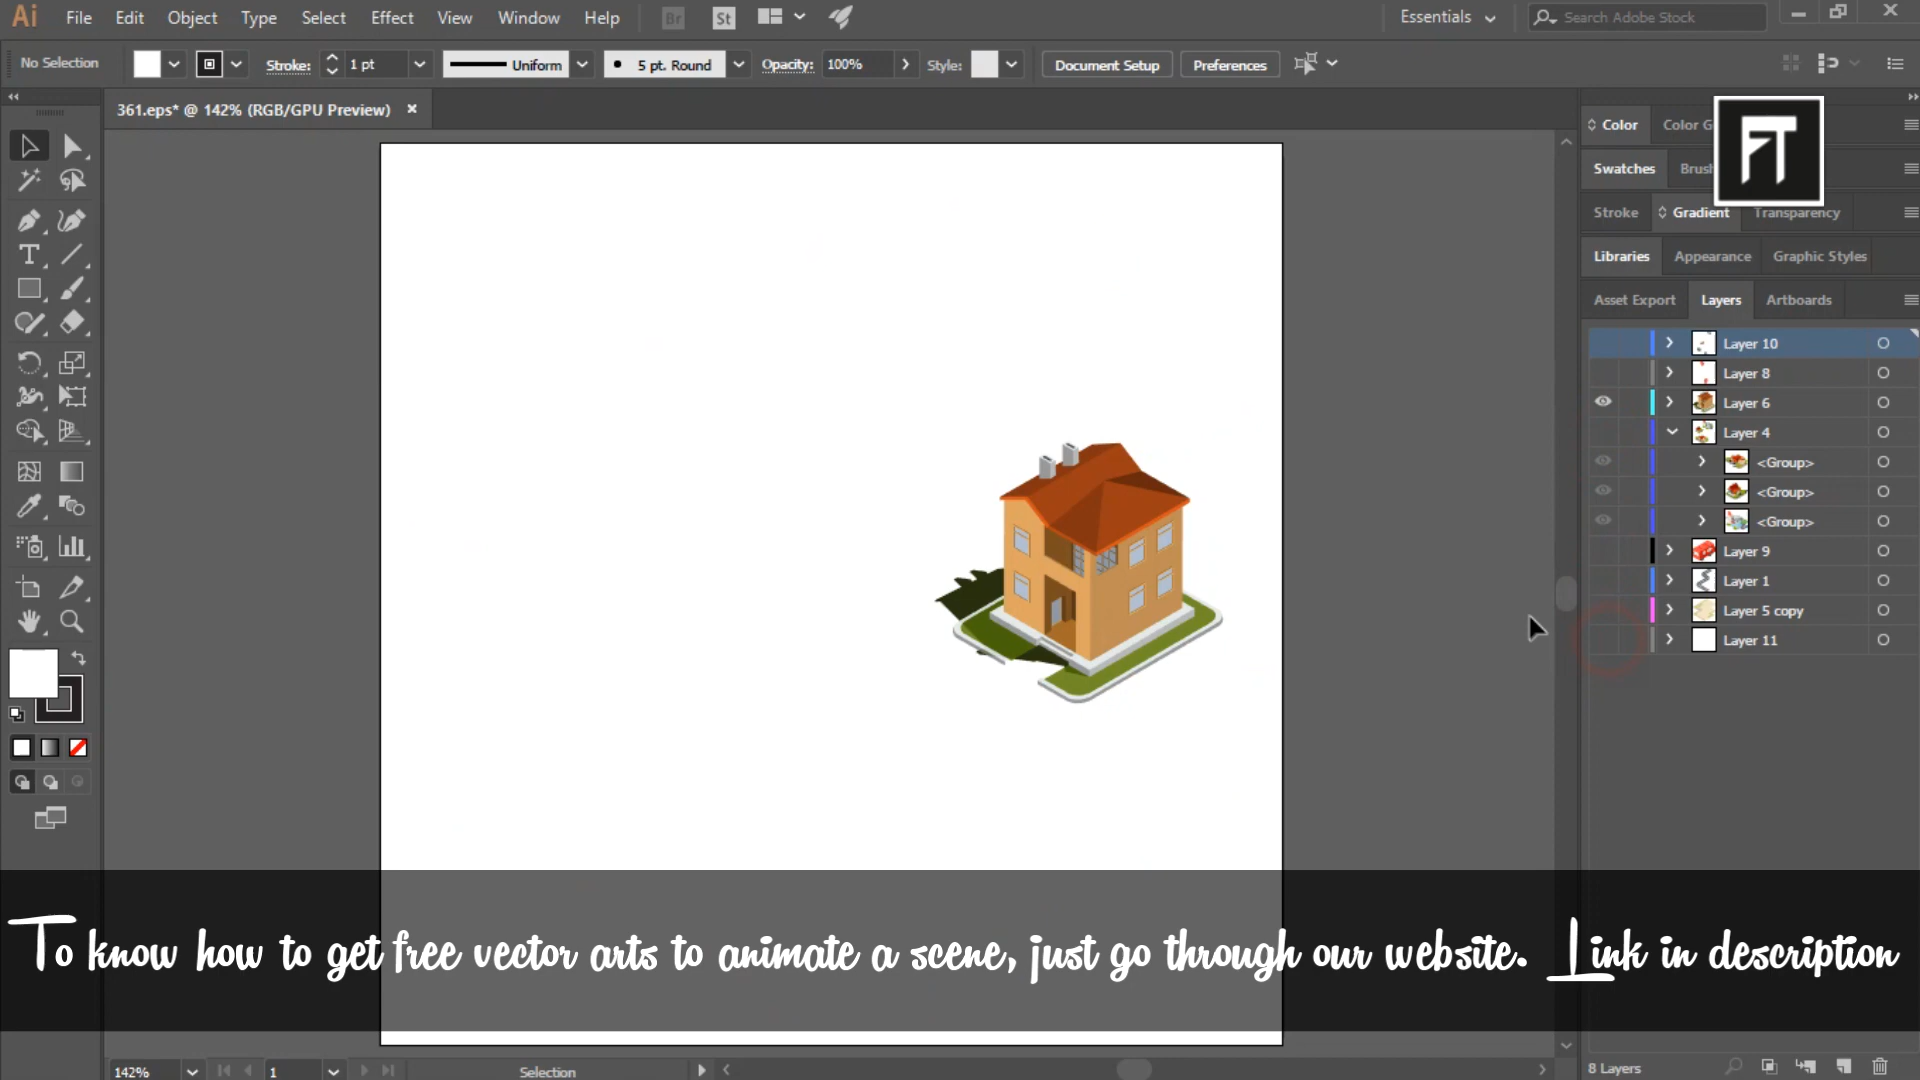 Ai File Edit Object Type Select Effect View Window Help Br St Essentials Search Adobe Stock
No Selection Stroke: 1 pt Uniform 5 pt. Round Opacity: 100% Style: Document Setup Preferences
361.eps* @ 142% (RGB/GPU Preview)
Color Color G
FT
Swatches Brush
Stroke Gradient Transparency
Libraries Appearance Graphic Styles
Asset Export Layers Artboards
Layer 10
Layer 8
Layer 6
Layer 4
<Group>
<Group>
<Group>
Layer 9
Layer 1
Layer 5 copy
Layer 11
To know how to get free vector arts to animate a scene, just go through our website. Link in description
142% 1 Selection 8 Layers